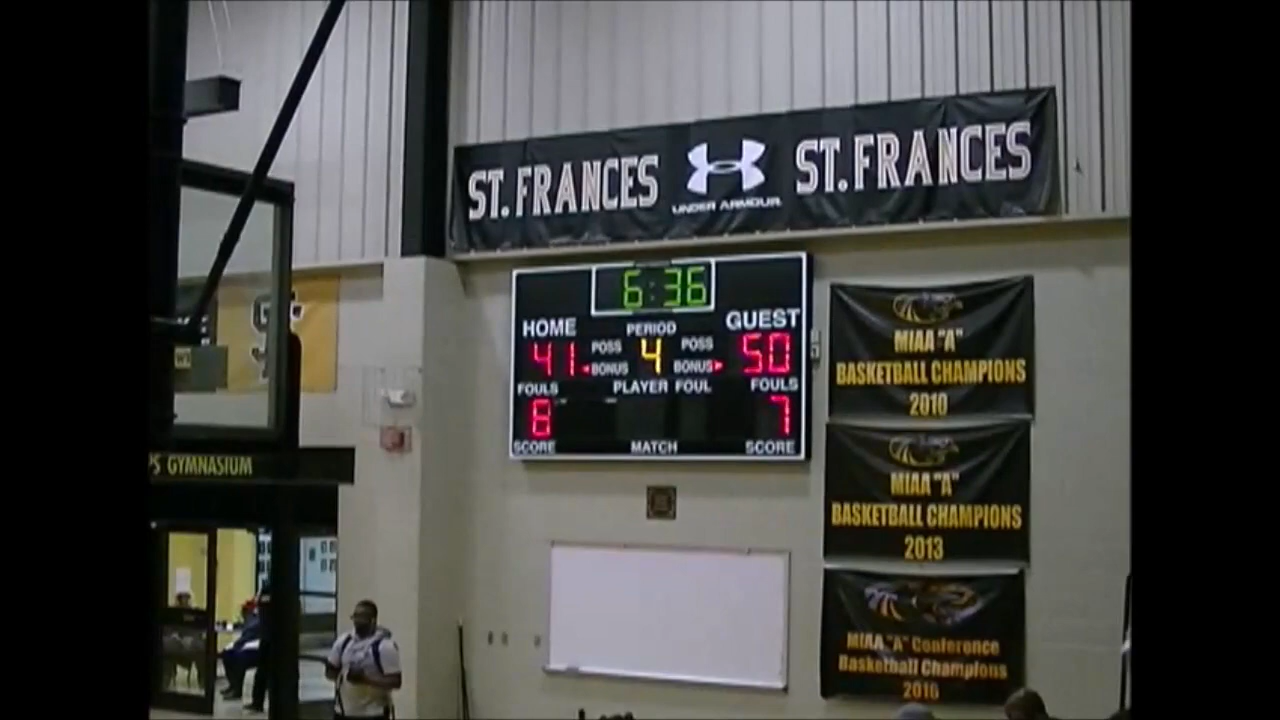 ST. FRANCES UNDER ARMOUR ST. FRANCES
6:36
HOME PERIOD GUEST
41 POSS 4 POSS 50
BONUS BONUS
FOULS PLAYER FOUL FOULS
8 7
SCORE MATCH SCORE
MIAA "A"
BASKETBALL CHAMPIONS
2010
MIAA "A"
BASKETBALL CHAMPIONS
2013
MIAA "A" Conference
Basketball Champions
2016
GYMNASIUM